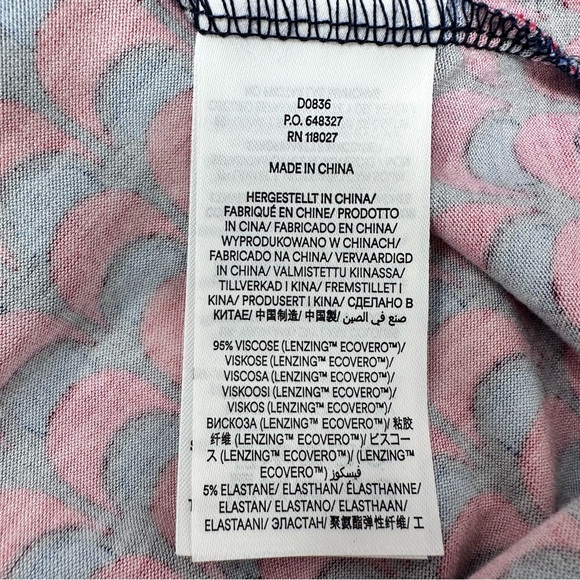 D0836
P.O. 648327
RN 118027
MADE IN CHINA
HERGESTELLT IN CHINA/
FABRIQUÉ EN CHINE/ PRODOTTO
IN CINA/ FABRICADO EN CHINA/
WYPRODUKOWANO W CHINACH/
FABRICADO NA CHINA/ VERVAARDIGD
IN CHINA/ VALMISTETTU KIINASSA/
TILLVERKAD I KINA/ FREMSTILLET I
KINA/ PRODUSERT I KINA/ СДЕЛАНО В
КИТАЕ/ 中国制造/ 中国製/ صنع في الصين
95% VISCOSE (LENZING™ ECOVERO™)/
VISKOSE (LENZING™ ECOVERO™)/
VISCOSA (LENZING™ ECOVERO™)/
VISKOOSI (LENZING™ ECOVERO™)/
VISKOS (LENZING™ ECOVERO™)/
ВИСКОЗА (LENZING™ ECOVERO™)/ 粘胶
纤维 (LENZING™ ECOVERO™)/ ビスコー
ス (LENZING™ ECOVERO™)/ (LENZING™
ECOVERO™) فيسكوز/
5% ELASTANE/ ELASTHAN/ ÉLASTHANNE/
ELASTAN/ ELASTANO/ ELASTHAAN/
ELASTAANI/ ЭЛАСТАН/ 聚氨酯弹性纤维/ エ